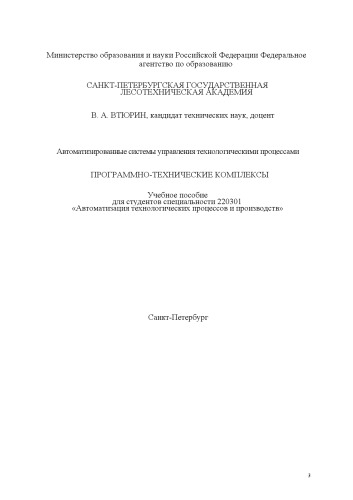 Министерство образования и науки Российской Федерации Федеральное
агентство по образованию
САНКТ-ПЕТЕРБУРГСКАЯ ГОСУДАРСТВЕННАЯ
ЛЕСОТЕХНИЧЕСКАЯ АКАДЕМИЯ
В. А. ВТЮРИН, кандидат технических наук, доцент
Автоматизированные системы управления технологическими процессами
ПРОГРАММНО-ТЕХНИЧЕСКИЕ КОМПЛЕКСЫ
Учебное пособие
для студентов специальности 220301
«Автоматизация технологических процессов и производств»
Санкт-Петербург